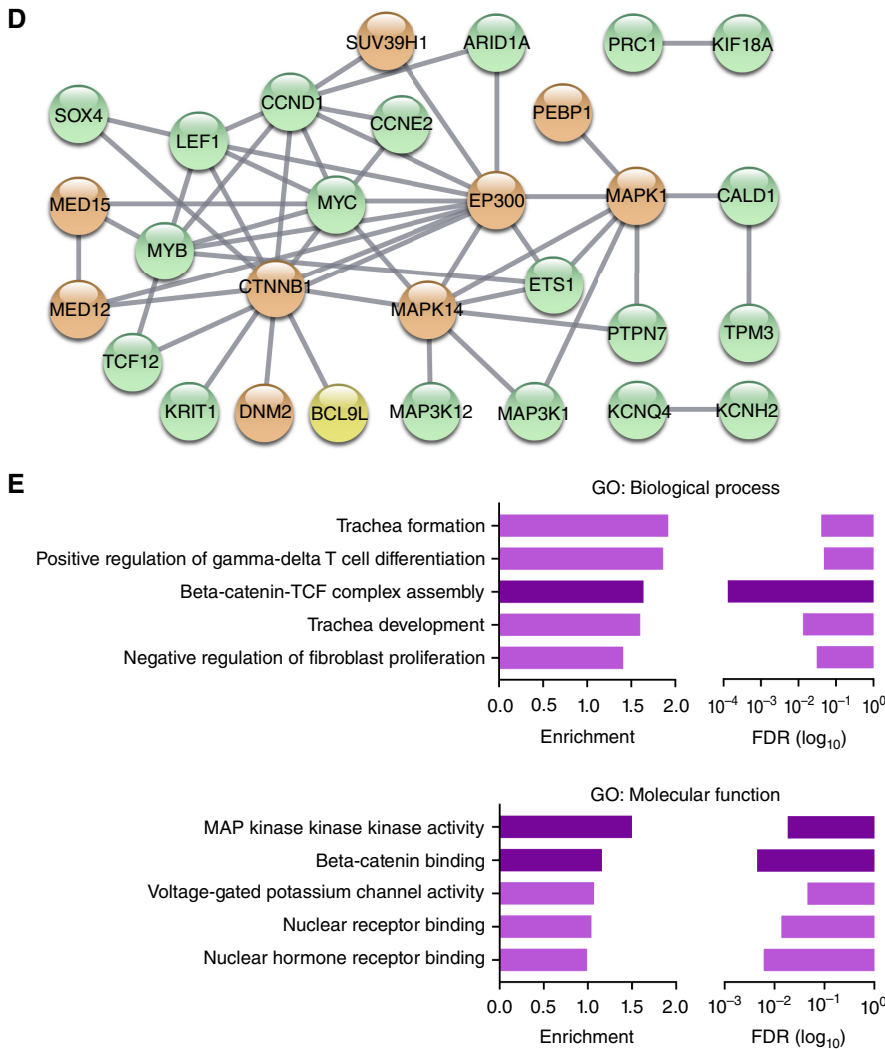 D
SUV39H1 ARID1A PRC1 KIF18A
SOX4 CCND1 CCNE2 PEBP1
LEF1
MED15 MYC EP300 MAPK1 CALD1
MYB
MED12 CTNNB1 MAPK14 ETS1
TCF12 PTPN7 TPM3
KRIT1 DNM2 BCL9L MAP3K12 MAP3K1 KCNQ4 KCNH2
E
GO: Biological process
Trachea formation
Positive regulation of gamma-delta T cell differentiation
Beta-catenin-TCF complex assembly
Trachea development
Negative regulation of fibroblast proliferation
0.0 0.5 1.0 1.5 2.0 10⁻⁴ 10⁻³ 10⁻² 10⁻¹ 10⁰
Enrichment FDR (log₁₀)
GO: Molecular function
MAP kinase kinase kinase activity
Beta-catenin binding
Voltage-gated potassium channel activity
Nuclear receptor binding
Nuclear hormone receptor binding
0.0 0.5 1.0 1.5 2.0 10⁻³ 10⁻² 10⁻¹ 10⁰
Enrichment FDR (log₁₀)